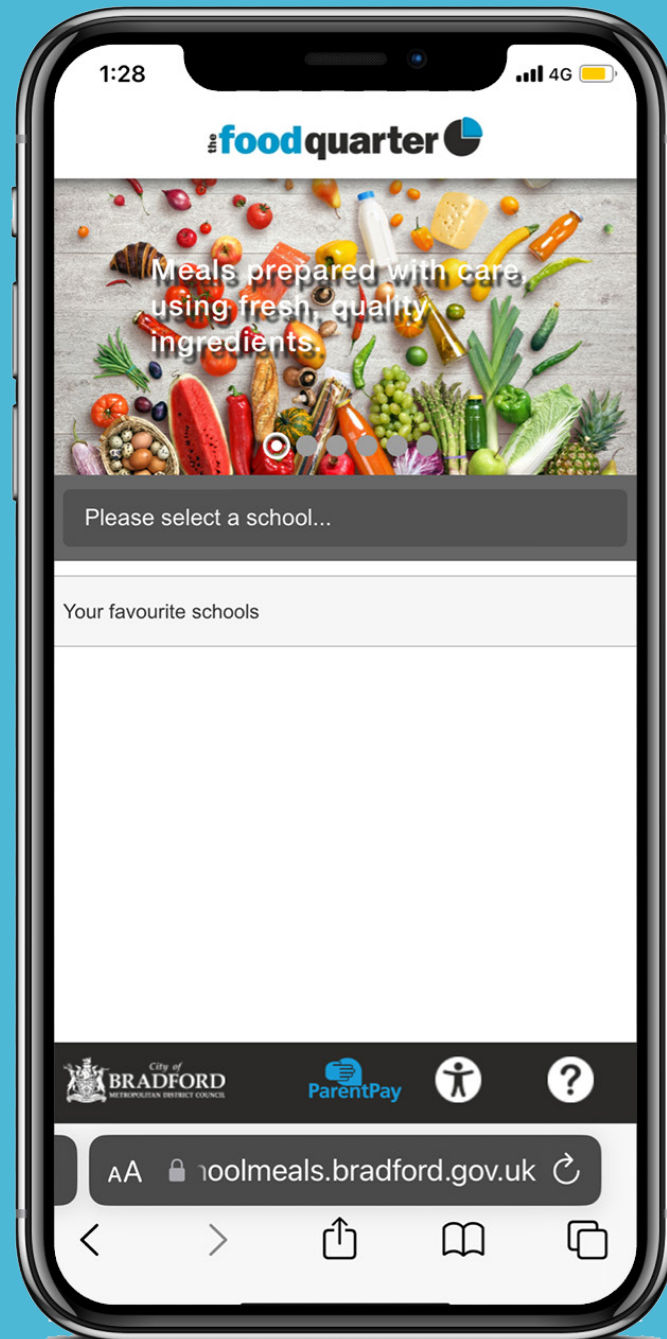 1:28
4G
the foodquarter
Meals prepared with care,
using fresh, quality
ingredients.
Please select a school...
Your favourite schools
City of
BRADFORD
METROPOLITAN DISTRICT COUNCIL
ParentPay
?
AA oolmeals.bradford.gov.uk